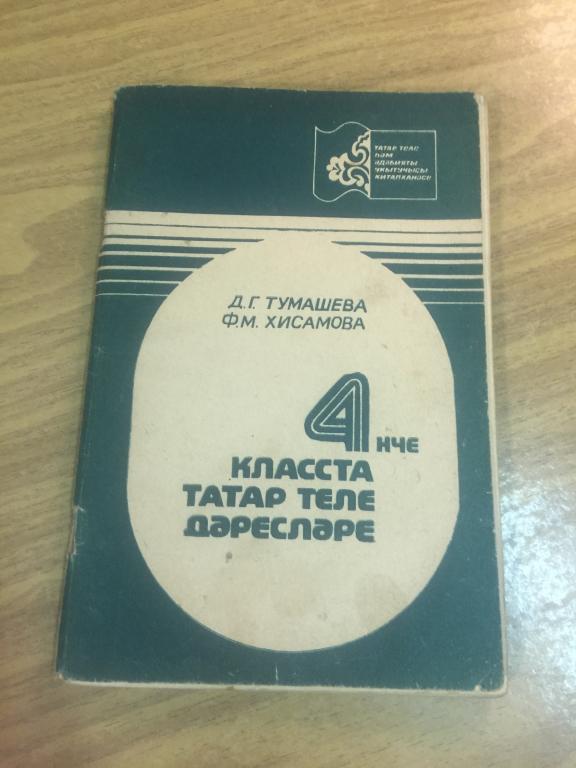 ТАТАР ТЕЛЕ
ҺӘМ
ӘДӘБИЯТЫ
УКЫТУЧЫСЫ
КИТАПХАНӘСЕ
Д.Г. ТУМАШЕВА
Ф.М. ХИСАМОВА
4 НЧЕ
КЛАССТА
ТАТАР ТЕЛЕ
ДӘРЕСЛӘРЕ